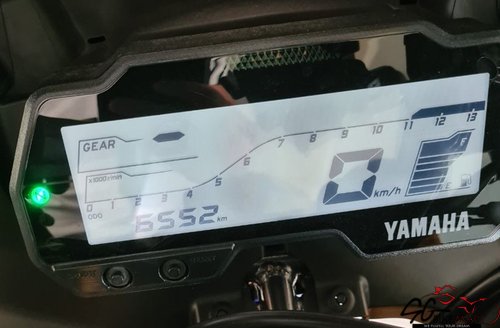 GEAR -
x1000 r/min
0 1 2 3 4 5 6 7 8 9 10 11 12 13
ODO 6552 km
0 km/h
F
E
YAMAHA